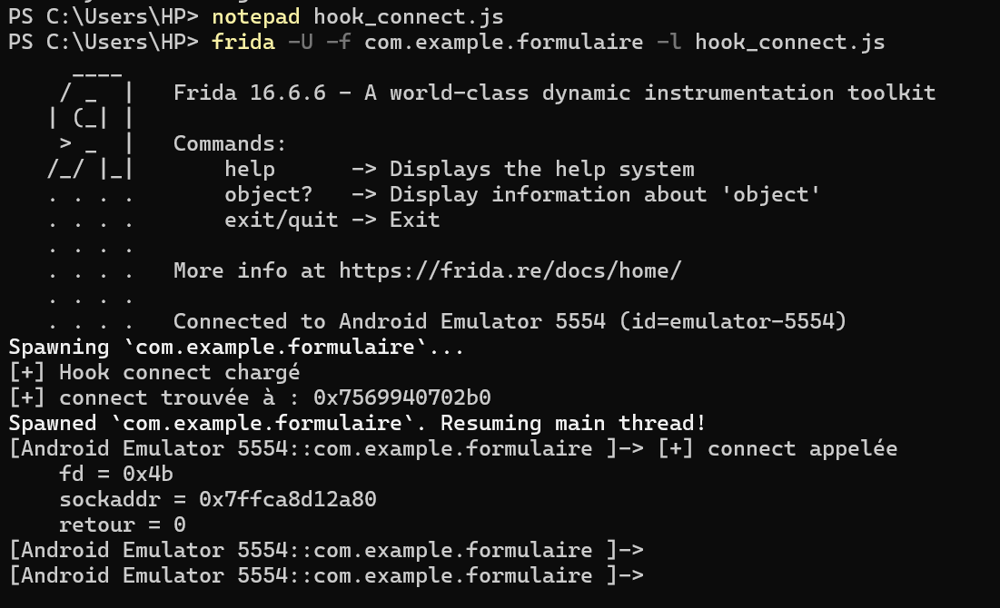 PS C:\Users\HP> notepad hook_connect.js
PS C:\Users\HP> frida -U -f com.example.formulaire -l hook_connect.js
     ____
    / _  |   Frida 16.6.6 - A world-class dynamic instrumentation toolkit
   | (_| |
    > _  |   Commands:
   /_/ |_|       help      -> Displays the help system
   . . . .       object?   -> Display information about 'object'
   . . . .       exit/quit -> Exit
   . . . .
   . . . .   More info at https://frida.re/docs/home/
   . . . .
   . . . .   Connected to Android Emulator 5554 (id=emulator-5554)
Spawning `com.example.formulaire`...
[+] Hook connect chargé
[+] connect trouvée à : 0x7569940702b0
Spawned `com.example.formulaire`. Resuming main thread!
[Android Emulator 5554::com.example.formulaire ]-> [+] connect appelée
    fd = 0x4b
    sockaddr = 0x7ffca8d12a80
    retour = 0
[Android Emulator 5554::com.example.formulaire ]->
[Android Emulator 5554::com.example.formulaire ]->